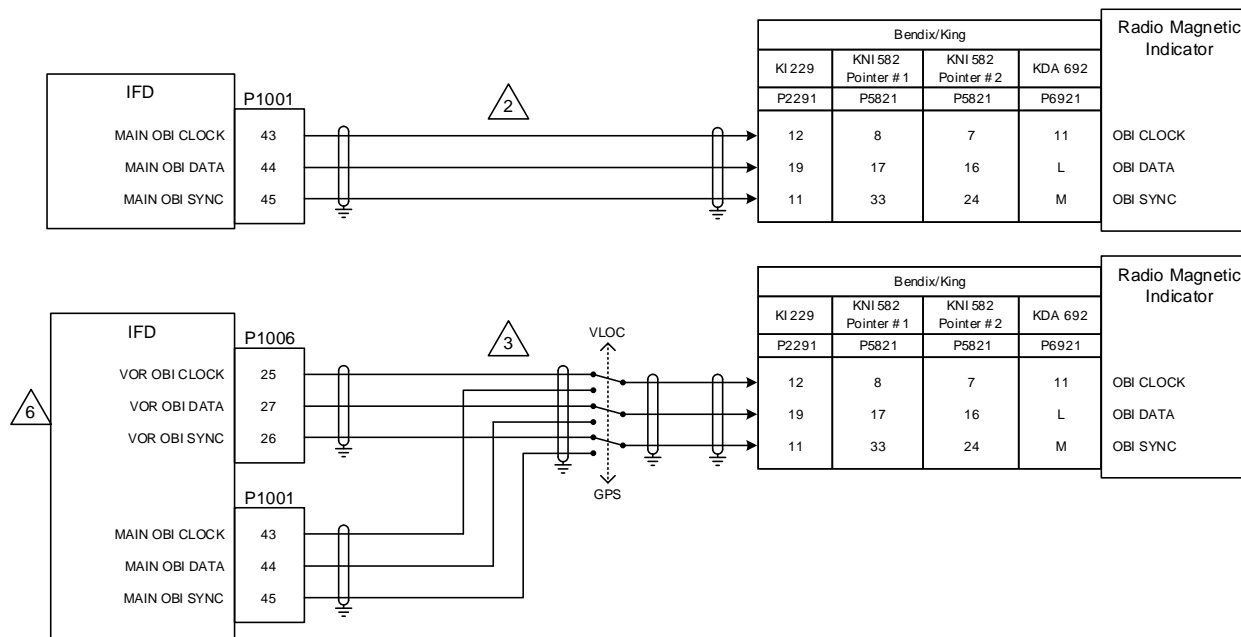 Bendix/King
Radio Magnetic
Indicator
KI 229
KNI 582
Pointer # 1
KNI 582
Pointer # 2
KDA 692
P2291 P5821 P5821 P6921
IFD
P1001
2
MAIN OBI CLOCK 43 12 8 7 11 OBI CLOCK
MAIN OBI DATA 44 19 17 16 L OBI DATA
MAIN OBI SYNC 45 11 33 24 M OBI SYNC
Bendix/King
Radio Magnetic
Indicator
KI 229
KNI 582
Pointer # 1
KNI 582
Pointer # 2
KDA 692
P2291 P5821 P5821 P6921
IFD
P1006
3
VLOC
VOR OBI CLOCK 25 12 8 7 11 OBI CLOCK
6
VOR OBI DATA 27 19 17 16 L OBI DATA
VOR OBI SYNC 26 11 33 24 M OBI SYNC
GPS
P1001
MAIN OBI CLOCK 43
MAIN OBI DATA 44
MAIN OBI SYNC 45